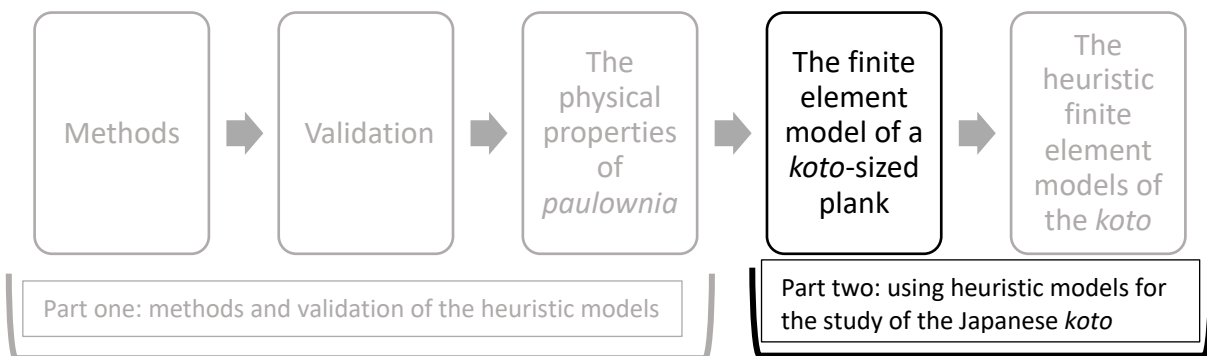 Methods
Validation
The
physical
properties
of
paulownia
The finite
element
model of a
koto-sized
plank
The
heuristic
finite
element
models of
the koto
Part one: methods and validation of the heuristic models
Part two: using heuristic models for
the study of the Japanese koto